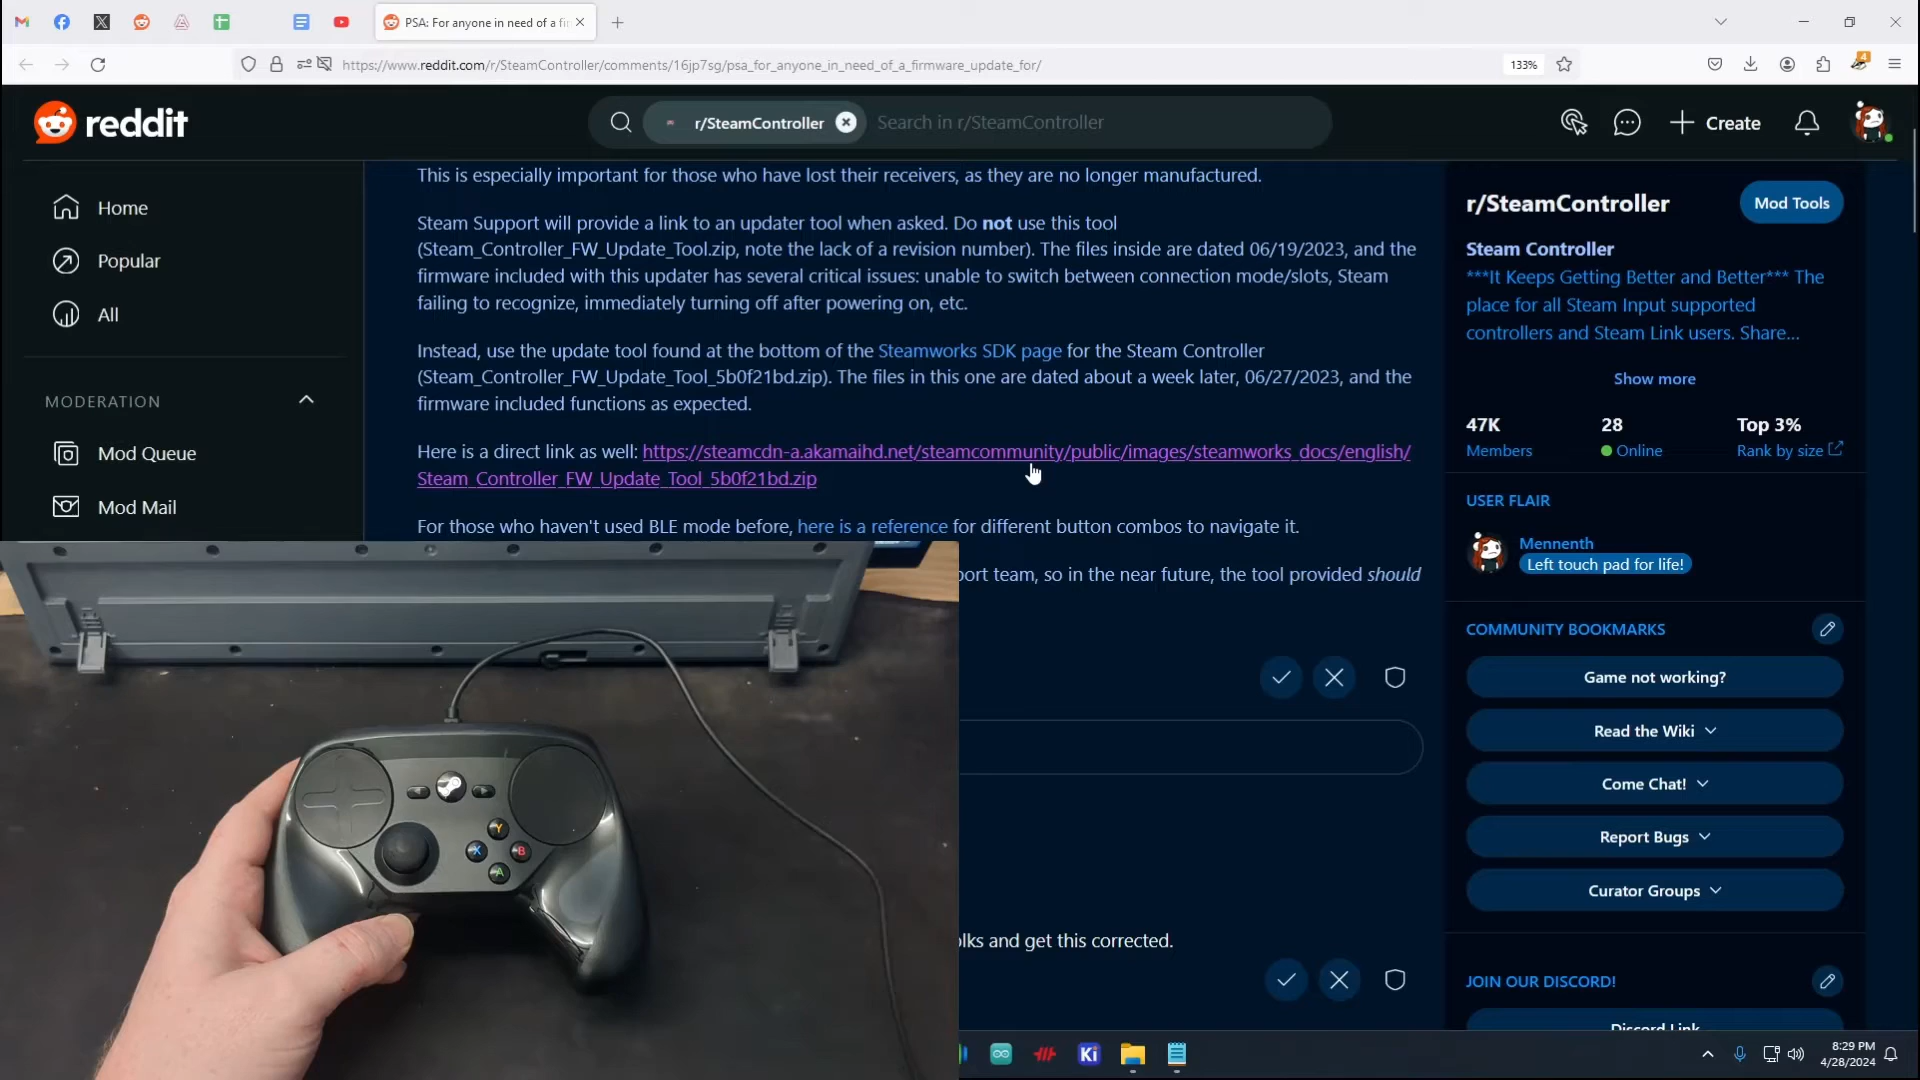 PSA: For anyone in need of a fi
https://www.reddit.com/r/SteamController/comments/16jp7sg/psa_for_anyone_in_need_of_a_firmware_update_for/
133%
4
reddit
r/SteamController
Search in r/SteamController
Create
Home
Popular
All
MODERATION
Mod Queue
Mod Mail
This is especially important for those who have lost their receivers, as they are no longer manufactured.
Steam Support will provide a link to an updater tool when asked. Do not use this tool
(Steam_Controller_FW_Update_Tool.zip, note the lack of a revision number). The files inside are dated 06/19/2023, and the
firmware included with this updater has several critical issues: unable to switch between connection mode/slots, Steam
failing to recognize, immediately turning off after powering on, etc.
Instead, use the update tool found at the bottom of the Steamworks SDK page for the Steam Controller
(Steam_Controller_FW_Update_Tool_5b0f21bd.zip). The files in this one are dated about a week later, 06/27/2023, and the
firmware included functions as expected.
Here is a direct link as well: https://steamcdn-a.akamaihd.net/steamcommunity/public/images/steamworks_docs/english/
Steam_Controller_FW_Update_Tool_5b0f21bd.zip
For those who haven't used BLE mode before, here is a reference for different button combos to navigate it.
port team, so in the near future, the tool provided should
olks and get this corrected.
r/SteamController
Mod Tools
Steam Controller
***It Keeps Getting Better and Better*** The
place for all Steam Input supported
controllers and Steam Link users. Share...
Show more
47K
28
Top 3%
Members
Online
Rank by size
USER FLAIR
Mennenth
Left touch pad for life!
COMMUNITY BOOKMARKS
Game not working?
Read the Wiki
Come Chat!
Report Bugs
Curator Groups
JOIN OUR DISCORD!
Discord Link
Y
X
B
A
Ki
8:29 PM
4/28/2024